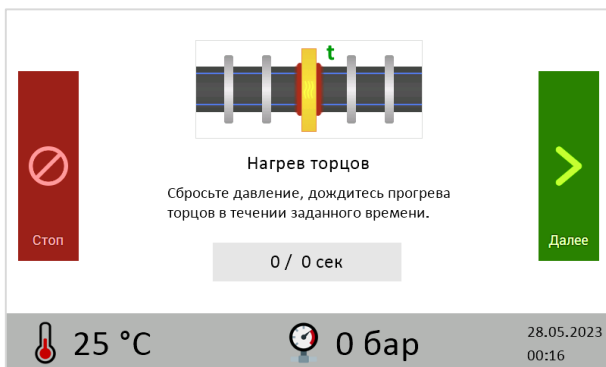 t
Нагрев торцов
Сбросьте давление, дождитесь прогрева
торцов в течении заданного времени.
0 / 0 сек
Стоп
Далее
25 °C
0 бар
28.05.2023
00:16